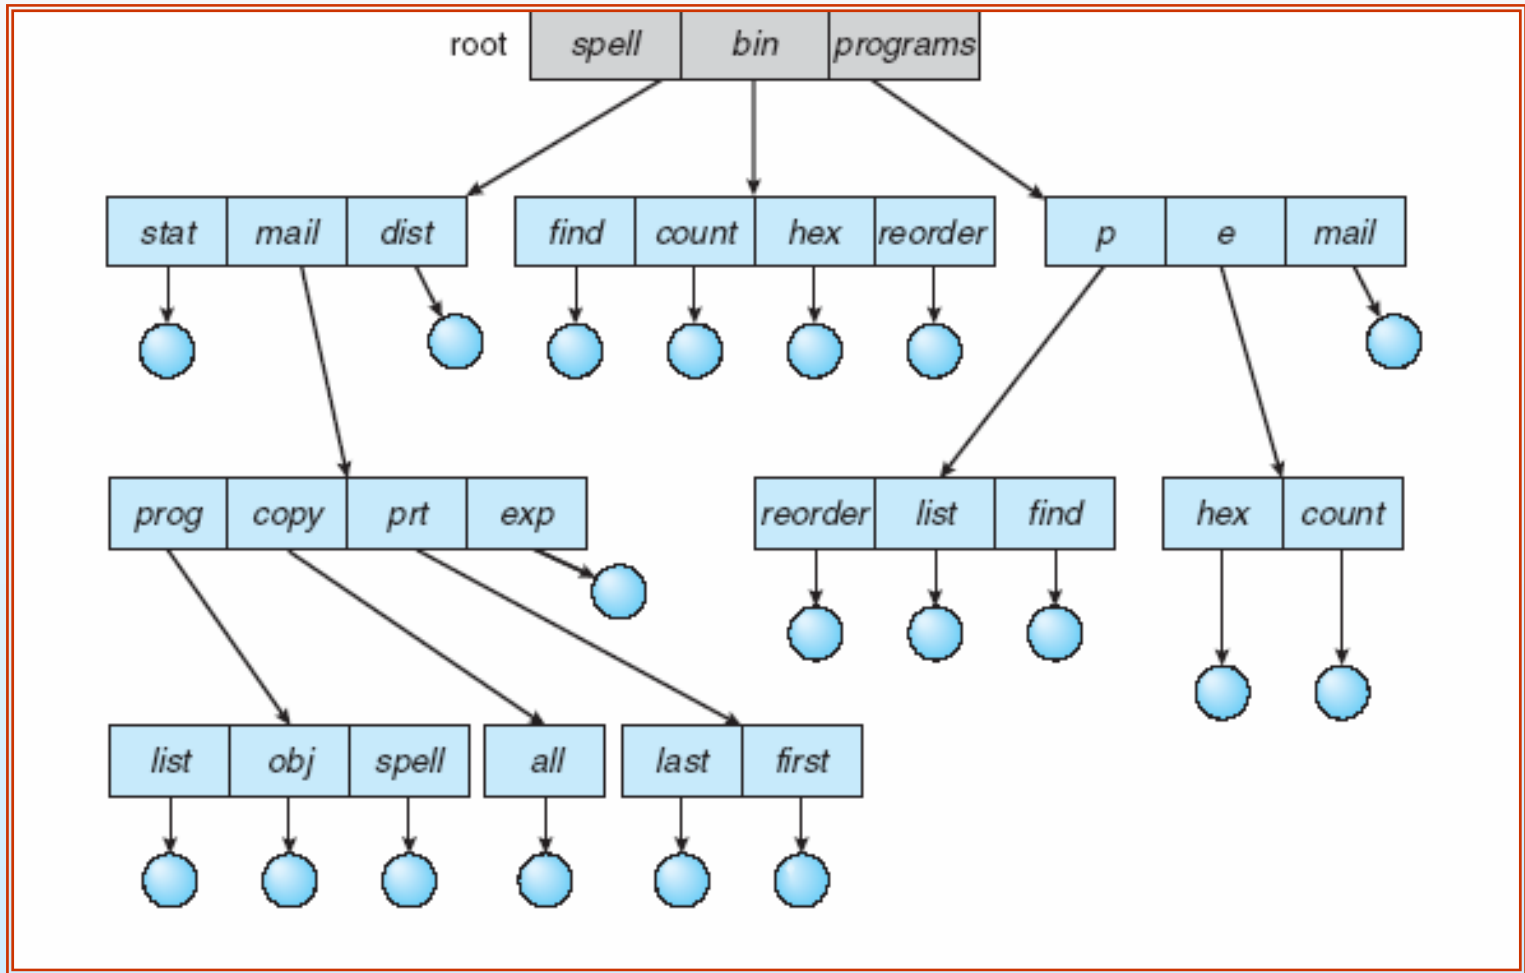 root spell bin programs
stat mail dist find count hex reorder p e mail
prog copy prt exp reorder list find hex count
list obj spell all last first